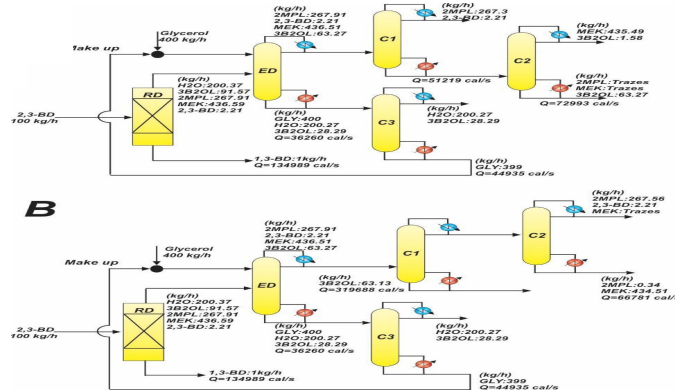 Make up
Glycerol
400 kg/h
(kg/h)
2MPL:267.91
2,3-BD:2.21
MEK:436.51
3B2OL:63.27
(kg/h)
2MPL:267.3
2,3-BD:2.21
(kg/h)
MEK:435.49
3B2OL:1.58
C1
C2
ED
(kg/h)
H2O:200.37
3B2OL:91.57
2MPL:267.91
MEK:436.59
2,3-BD:2.21
RD
Q=51219 cal/s
(kg/h)
2MPL:Trazes
MEK:Trazes
3B2OL:63.27
Q=72993 cal/s
2,3-BD
100 kg/h
(kg/h)
GLY:400
H2O:200.27
3B2OL:28.29
Q=36260 cal/s
C3
(kg/h)
H2O:200.27
3B2OL:28.29
1,3-BD:1kg/h
Q=134989 cal/s
(kg/h)
GLY:399
Q=44935 cal/s
B
Make up
Glycerol
400 kg/h
(kg/h)
2MPL:267.91
2,3-BD:2.21
MEK:436.51
3B2OL:63.27
(kg/h)
2MPL:267.56
2,3-BD:2.21
MEK:Trazes
C1
C2
ED
(kg/h)
H2O:200.37
3B2OL:91.57
2MPL:267.91
MEK:436.59
2,3-BD:2.21
RD
(kg/h)
3B2OL:63.13
Q=319688 cal/s
(kg/h)
2MPL:0.34
MEK:434.51
Q=66781 cal/s
2,3-BD
100 kg/h
(kg/h)
GLY:400
H2O:200.27
3B2OL:28.29
Q=36260 cal/s
C3
(kg/h)
H2O:200.27
3B2OL:28.29
1,3-BD:1kg/h
Q=134989 cal/s
(kg/h)
GLY:399
Q=44935 cal/s